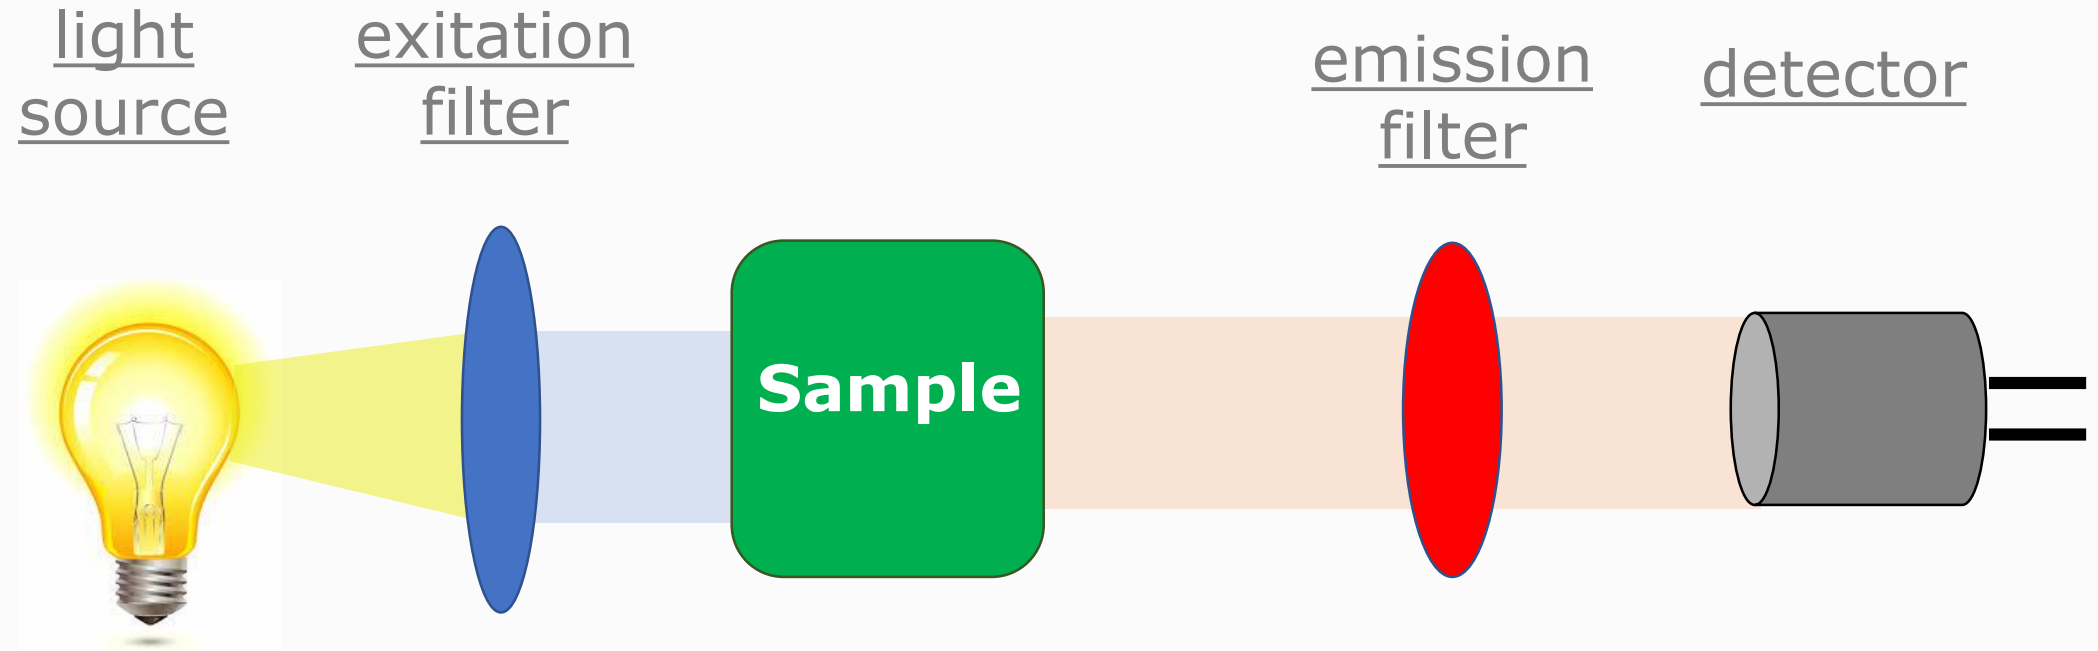 light
source
exitation
filter
emission
filter
detector
Sample